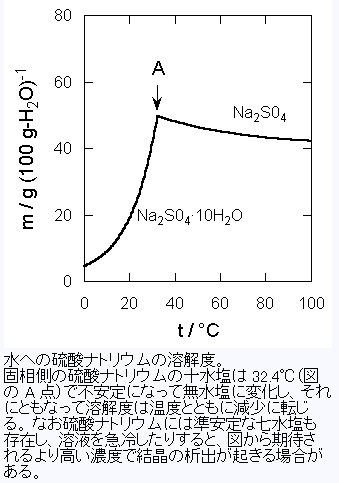 80
A
60
Na2SO4
40
m / g (100 g-H2O)-1
20
Na2SO4·10H2O
0
0 20 40 60 80 100
t / °C
水への硫酸ナトリウムの溶解度。
固相側の硫酸ナトリウムの十水塩は 32.4℃(図
の A 点)で不安定になって無水塩に変化し、それ
にともなって溶解度は温度とともに減少に転じ
る。なお硫酸ナトリウムには準安定な七水塩も
存在し、溶液を急冷したりすると、図から期待さ
れるより高い濃度で結晶の析出が起きる場合が
ある。